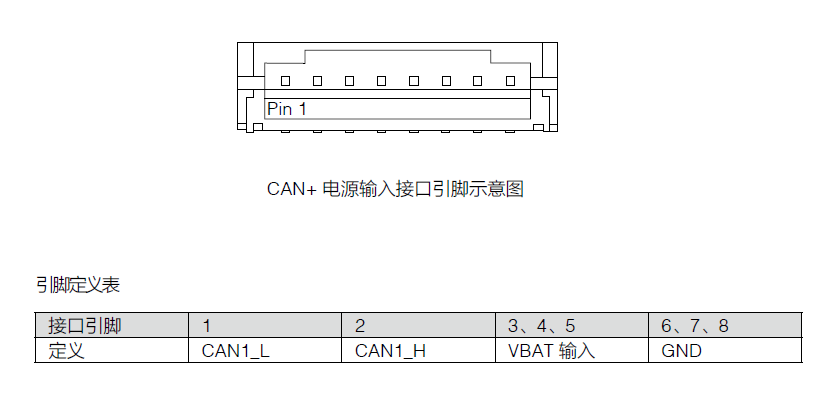 Pin 1
CAN+ 电源输入接口引脚示意图
引脚定义表
接口引脚 1 2 3、4、5 6、7、8
定义 CAN1_L CAN1_H VBAT 输入 GND